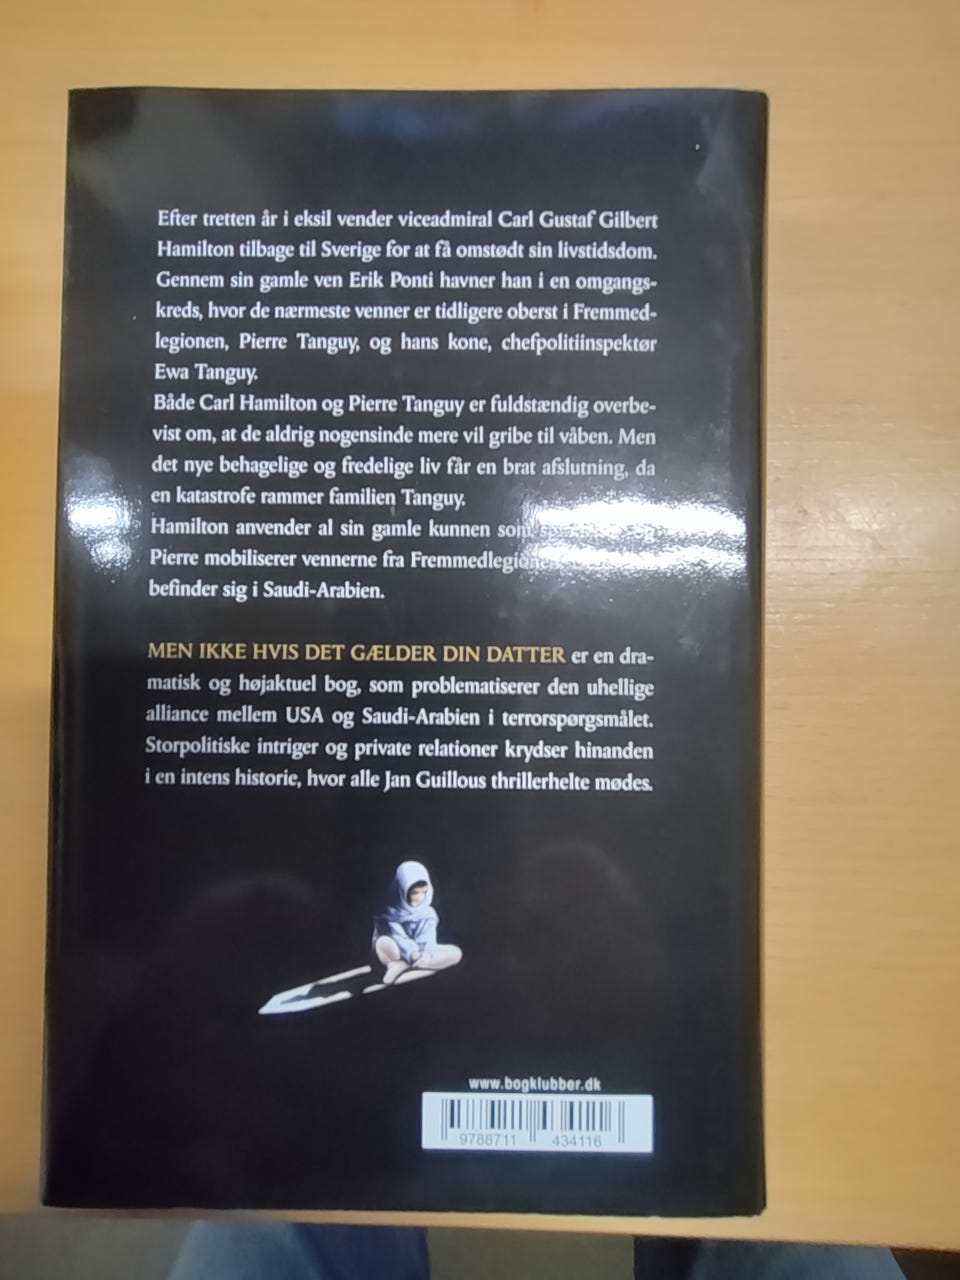 Efter tretten år i eksil vender viceadmiral Carl Gustaf Gilbert
Hamilton tilbage til Sverige for at få omstødt sin livstidsdom.
Gennem sin gamle ven Erik Ponti havner han i en omgangs-
kreds, hvor de nærmeste venner er tidligere oberst i Fremmed-
legionen, Pierre Tanguy, og hans kone, chefpolitiinspektør
Ewa Tanguy.
Både Carl Hamilton og Pierre Tanguy er fuldstændig overbe-
vist om, at de aldrig nogensinde mere vil gribe til våben. Men
det nye behagelige og fredelige liv får en brat afslutning, da
en katastrofe rammer familien Tanguy.
Hamilton anvender al sin gamle kunnen som
Pierre mobiliserer vennerne fra
befinder sig i Saudi-Arabien.
MEN IKKE HVIS DET GÆLDER DIN DATTER er en dra-
matisk og højaktuel bog, som problematiserer den uhellige
alliance mellem USA og Saudi-Arabien i terrorspørgsmålet.
Storpolitiske intriger og private relationer krydser hinanden
i en intens historie, hvor alle Jan Guillous thrillerhelte mødes.
www.bogklubber.dk
9788711 434116